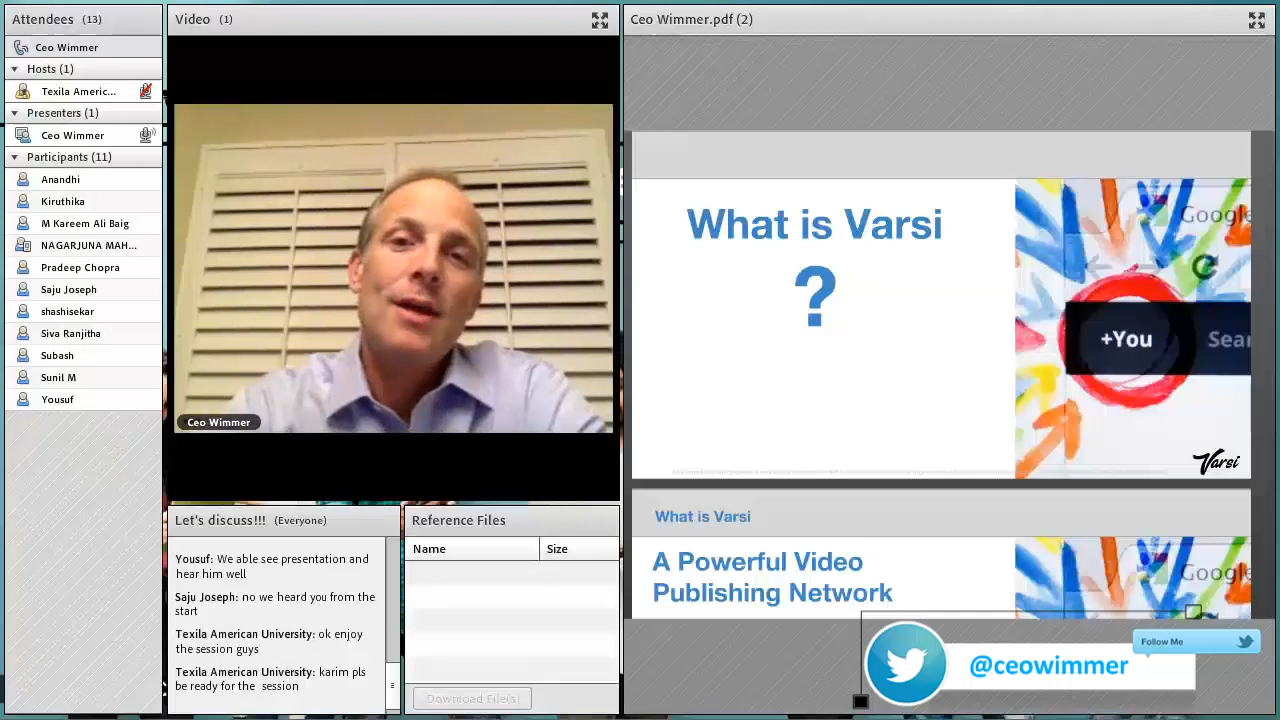 Attendees (13)
Ceo Wimmer
Hosts (1)
Texila Americ...
Presenters (1)
Ceo Wimmer
Participants (11)
Anandhi
Kiruthika
M Kareem Ali Baig
NAGARJUNA MAH...
Pradeep Chopra
Saju Joseph
shashisekar
Siva Ranjitha
Subash
Sunil M
Yousuf
Video (1)
Ceo Wimmer
Let's discuss!!! (Everyone)
Yousuf: We able see presentation and
hear him well
Saju Joseph: no we heard you from the
start
Texila American University: ok enjoy
the session guys
Texila American University: karim pls
be ready for the session
Reference Files
Name Size
Download File(s)
Ceo Wimmer.pdf (2)
What is Varsi
?
Google
+You Sear
Varsi
What is Varsi
A Powerful Video
Publishing Network
Google
Follow Me
@ceowimmer